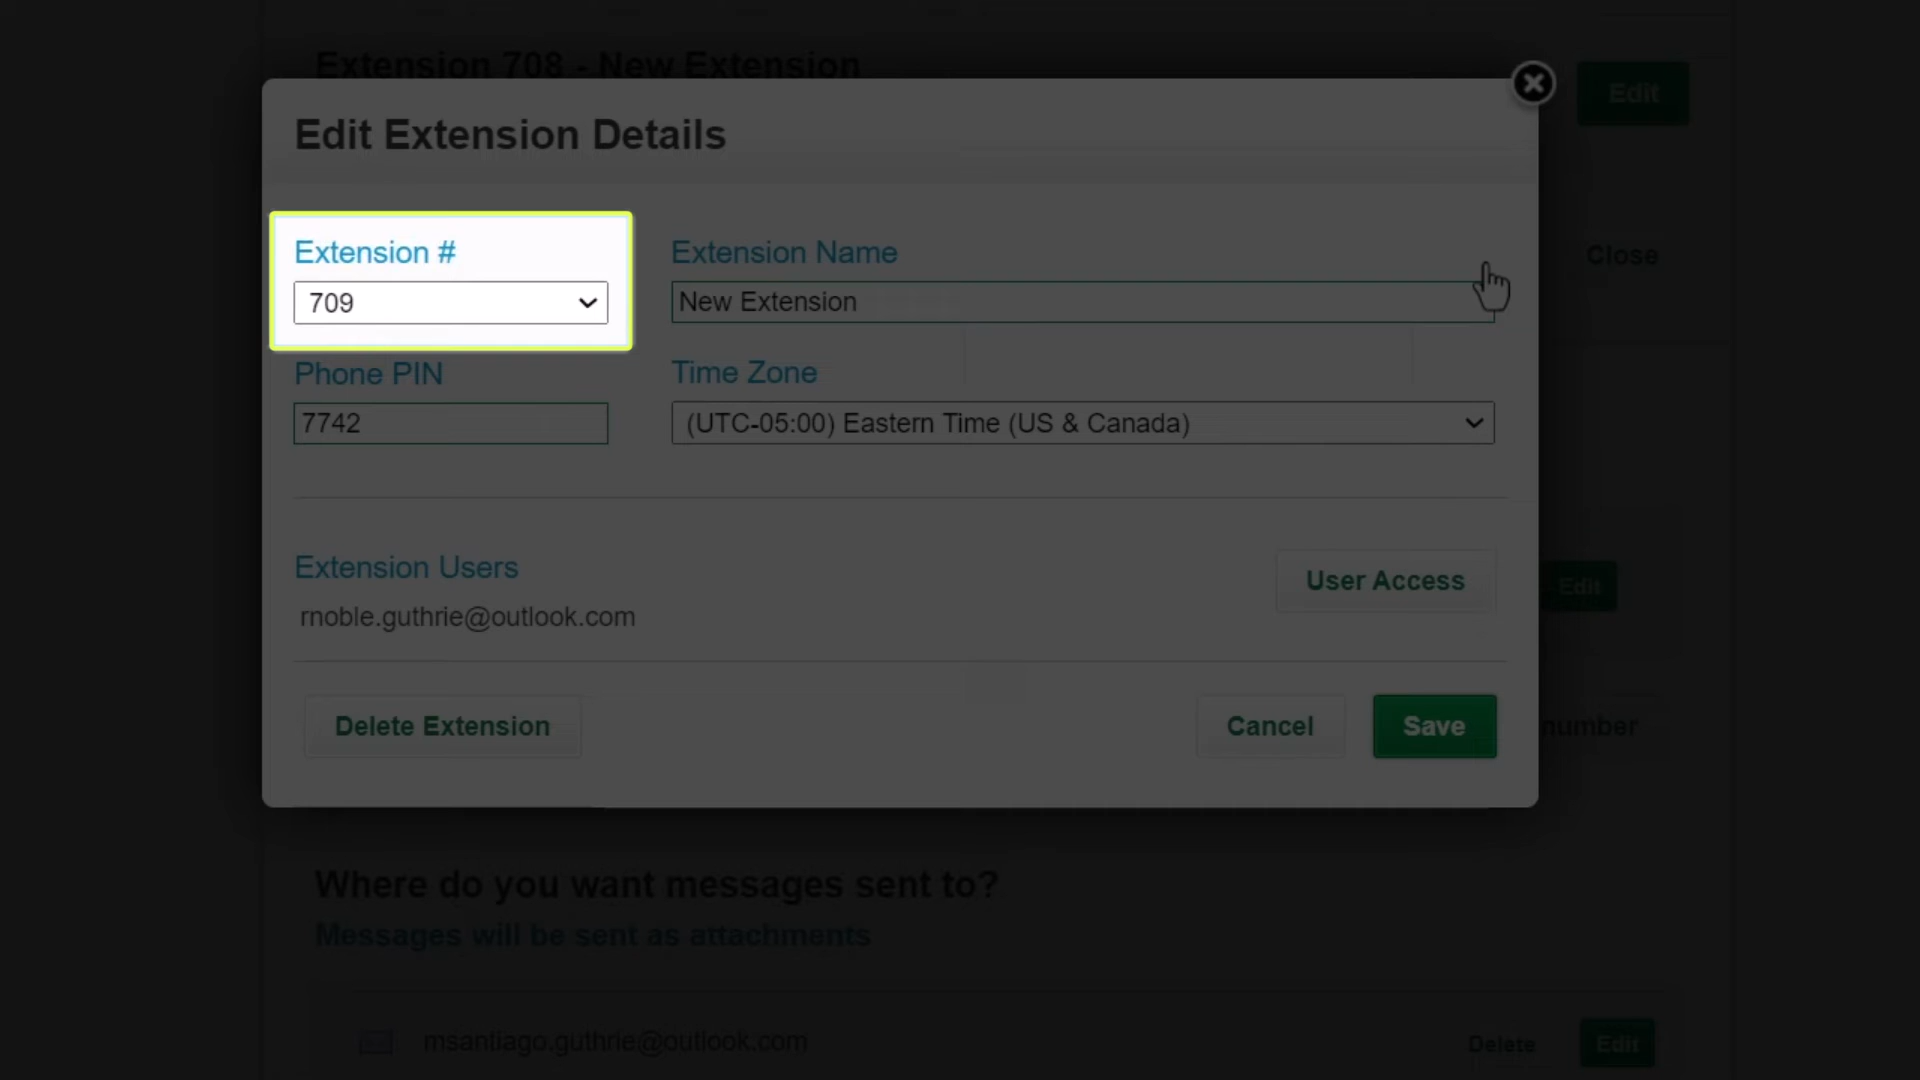 Extension 708 - New Extension
Edit
Edit Extension Details
Extension #
Extension Name
Close
709
New Extension
Phone PIN
Time Zone
7742
(UTC-05:00) Eastern Time (US & Canada)
Extension Users
User Access
Edit
rnoble.guthrie@outlook.com
Delete Extension
Cancel
Save
number
Where do you want messages sent to?
Messages will be sent as attachments
msantiago.guthrie@outlook.com
Delete
Edit